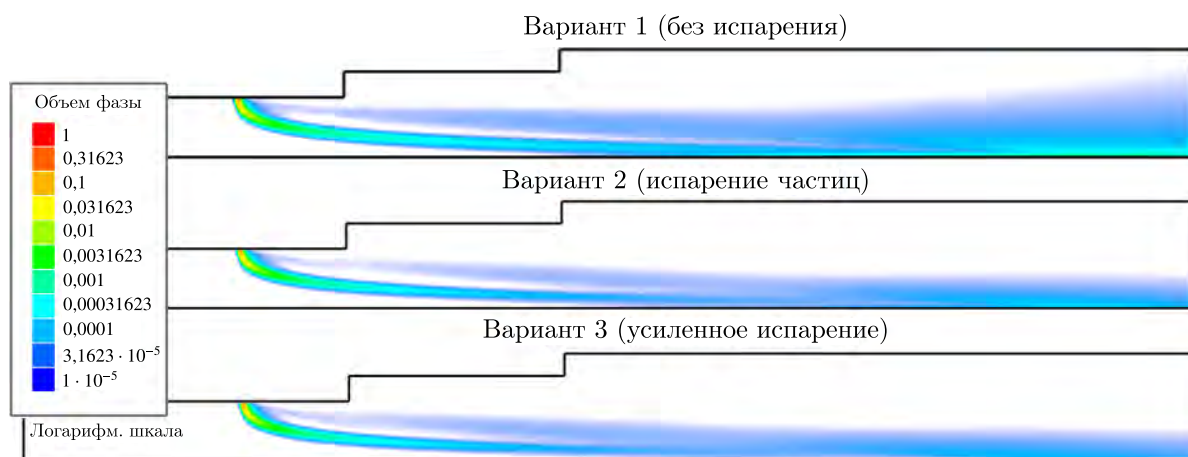 Вариант 1 (без испарения)
Объем фазы
1
0,31623
0,1
0,031623
0,01
0,0031623
0,001
0,00031623
0,0001
3,1623 · 10⁻⁵
1 · 10⁻⁵
Логарифм. шкала
Вариант 2 (испарение частиц)
Вариант 3 (усиленное испарение)